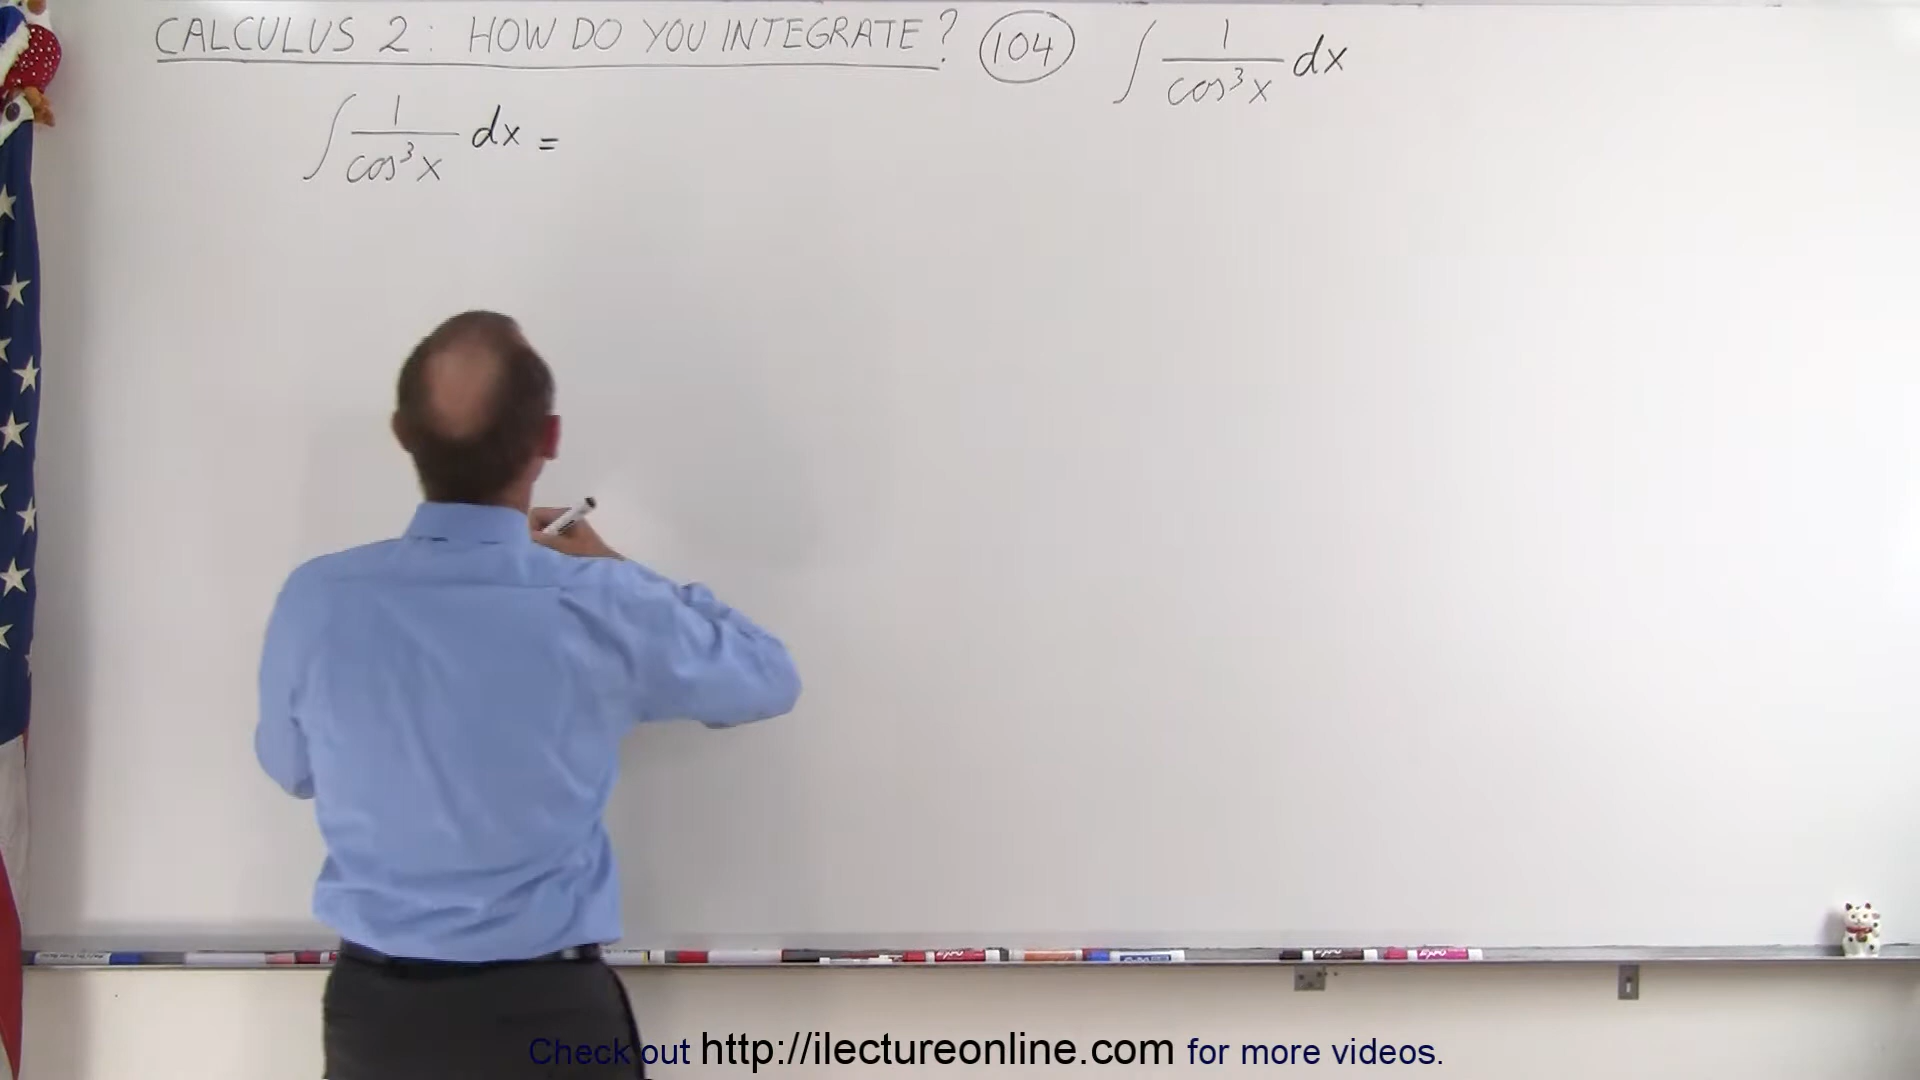 CALCULUS 2: HOW DO YOU INTEGRATE? 104 ∫ 1/cos³x dx
∫ 1/cos³x dx =
Check out http://ilectureonline.com for more videos.